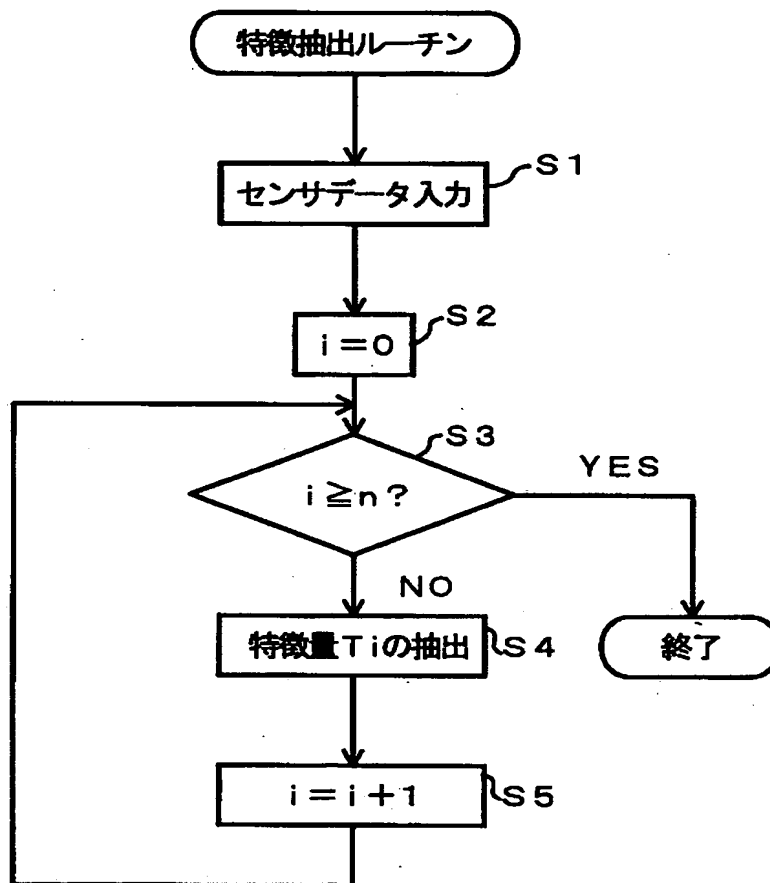 特徴抽出ルーチン
S1
センサデータ入力
S2
i=0
S3
i≧n?
YES
NO
特徴量Tiの抽出
S4
終了
i=i+1
S5